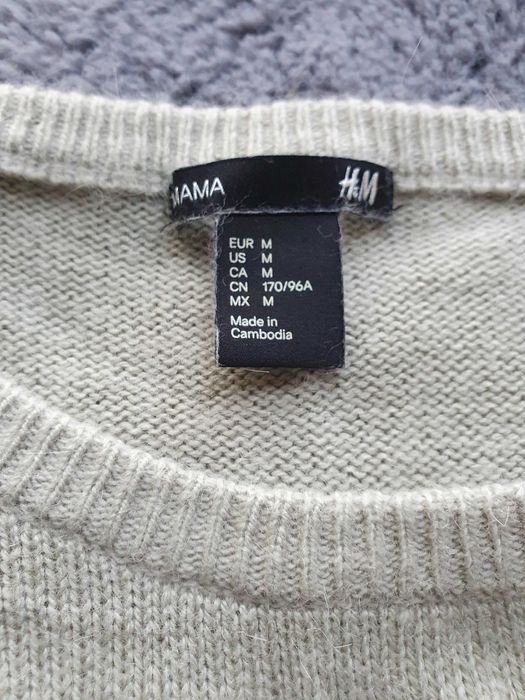 MAMA H&M
EUR M
US M
CA M
CN 170/96A
MX M
Made in
Cambodia